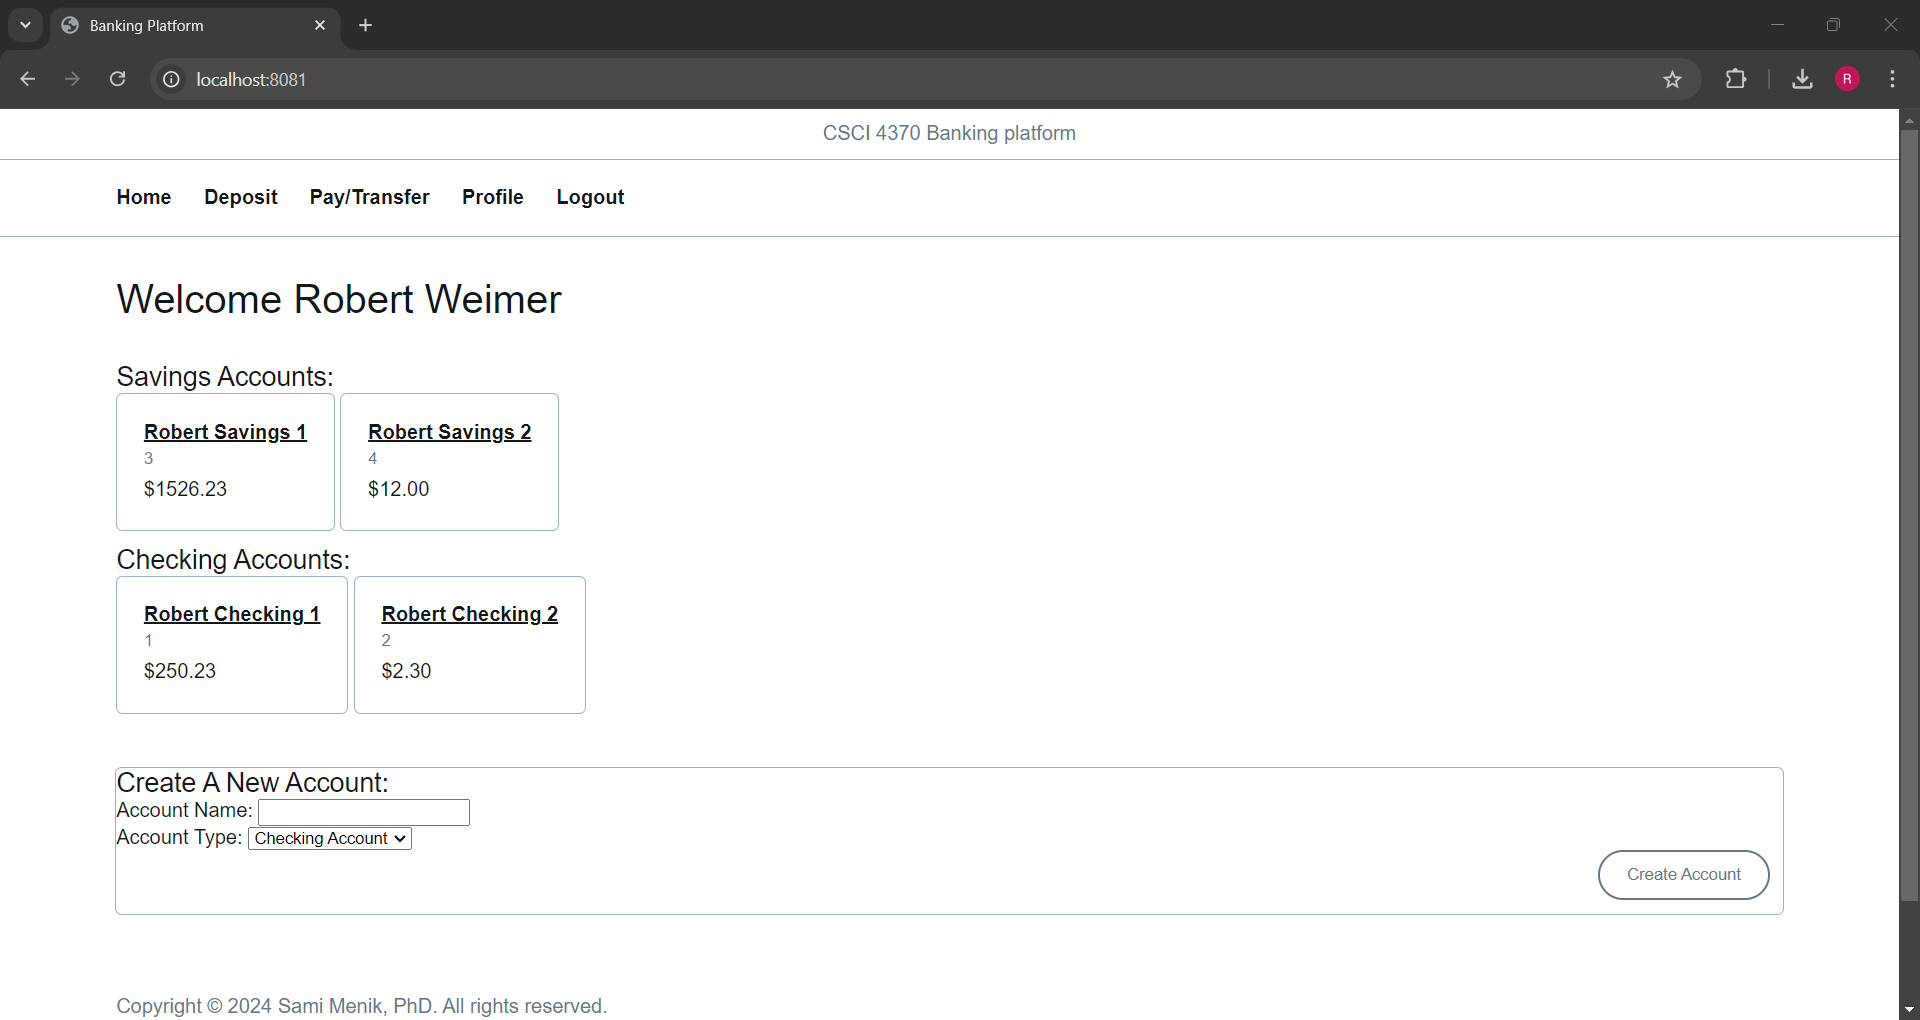 Banking Platform
localhost:8081
R
CSCI 4370 Banking platform
Home Deposit Pay/Transfer Profile Logout
Welcome Robert Weimer
Savings Accounts:
Robert Savings 1 Robert Savings 2
3 4
$1526.23 $12.00
Checking Accounts:
Robert Checking 1 Robert Checking 2
1 2
$250.23 $2.30
Create A New Account:
Account Name:
Account Type: Checking Account
Create Account
Copyright © 2024 Sami Menik, PhD. All rights reserved.